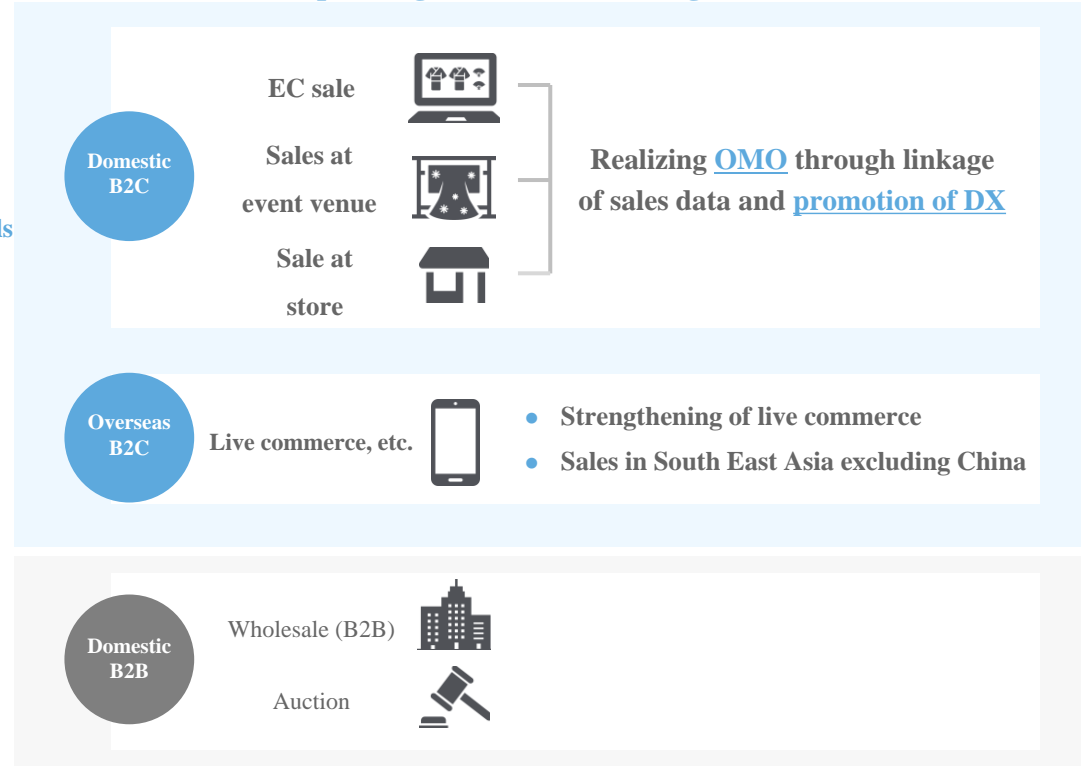 EC sale
Sales at
event venue
Sale at
store
Domestic
B2C
Realizing OMO through linkage
of sales data and promotion of DX
Overseas
B2C
Live commerce, etc.
● Strengthening of live commerce
● Sales in South East Asia excluding China
Domestic
B2B
Wholesale (B2B)
Auction